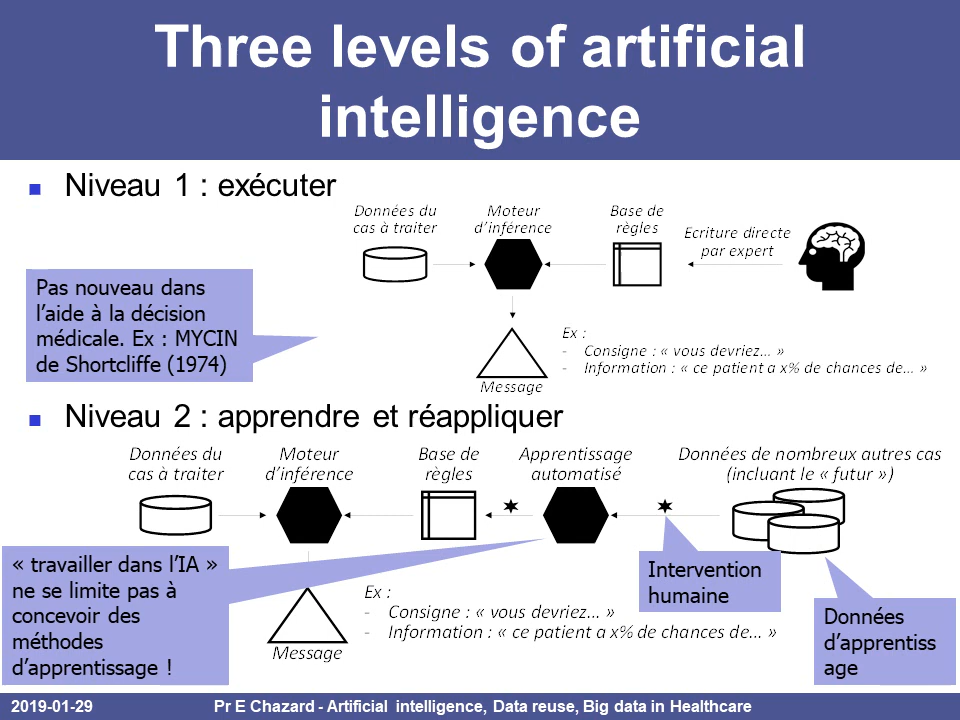 Three levels of artificial
intelligence
Niveau 1 : exécuter
Données du
cas à traiter
Moteur
d’inférence
Base de
règles
Ecriture directe
par expert
Pas nouveau dans
l’aide à la décision
médicale. Ex : MYCIN
de Shortcliffe (1974)
Ex :
- Consigne : « vous devriez... »
- Information : « ce patient a x% de chances de... »
Message
Niveau 2 : apprendre et réappliquer
Données du
cas à traiter
Moteur
d’inférence
Base de
règles
Apprentissage
automatisé
Données de nombreux autres cas
(incluant le « futur »)
« travailler dans l’IA »
ne se limite pas à
concevoir des
méthodes
d’apprentissage !
Ex :
- Consigne : « vous devriez... »
- Information : « ce patient a x% de chances de... »
Message
Intervention
humaine
Données
d’apprentiss
age
2019-01-29
Pr E Chazard - Artificial intelligence, Data reuse, Big data in Healthcare